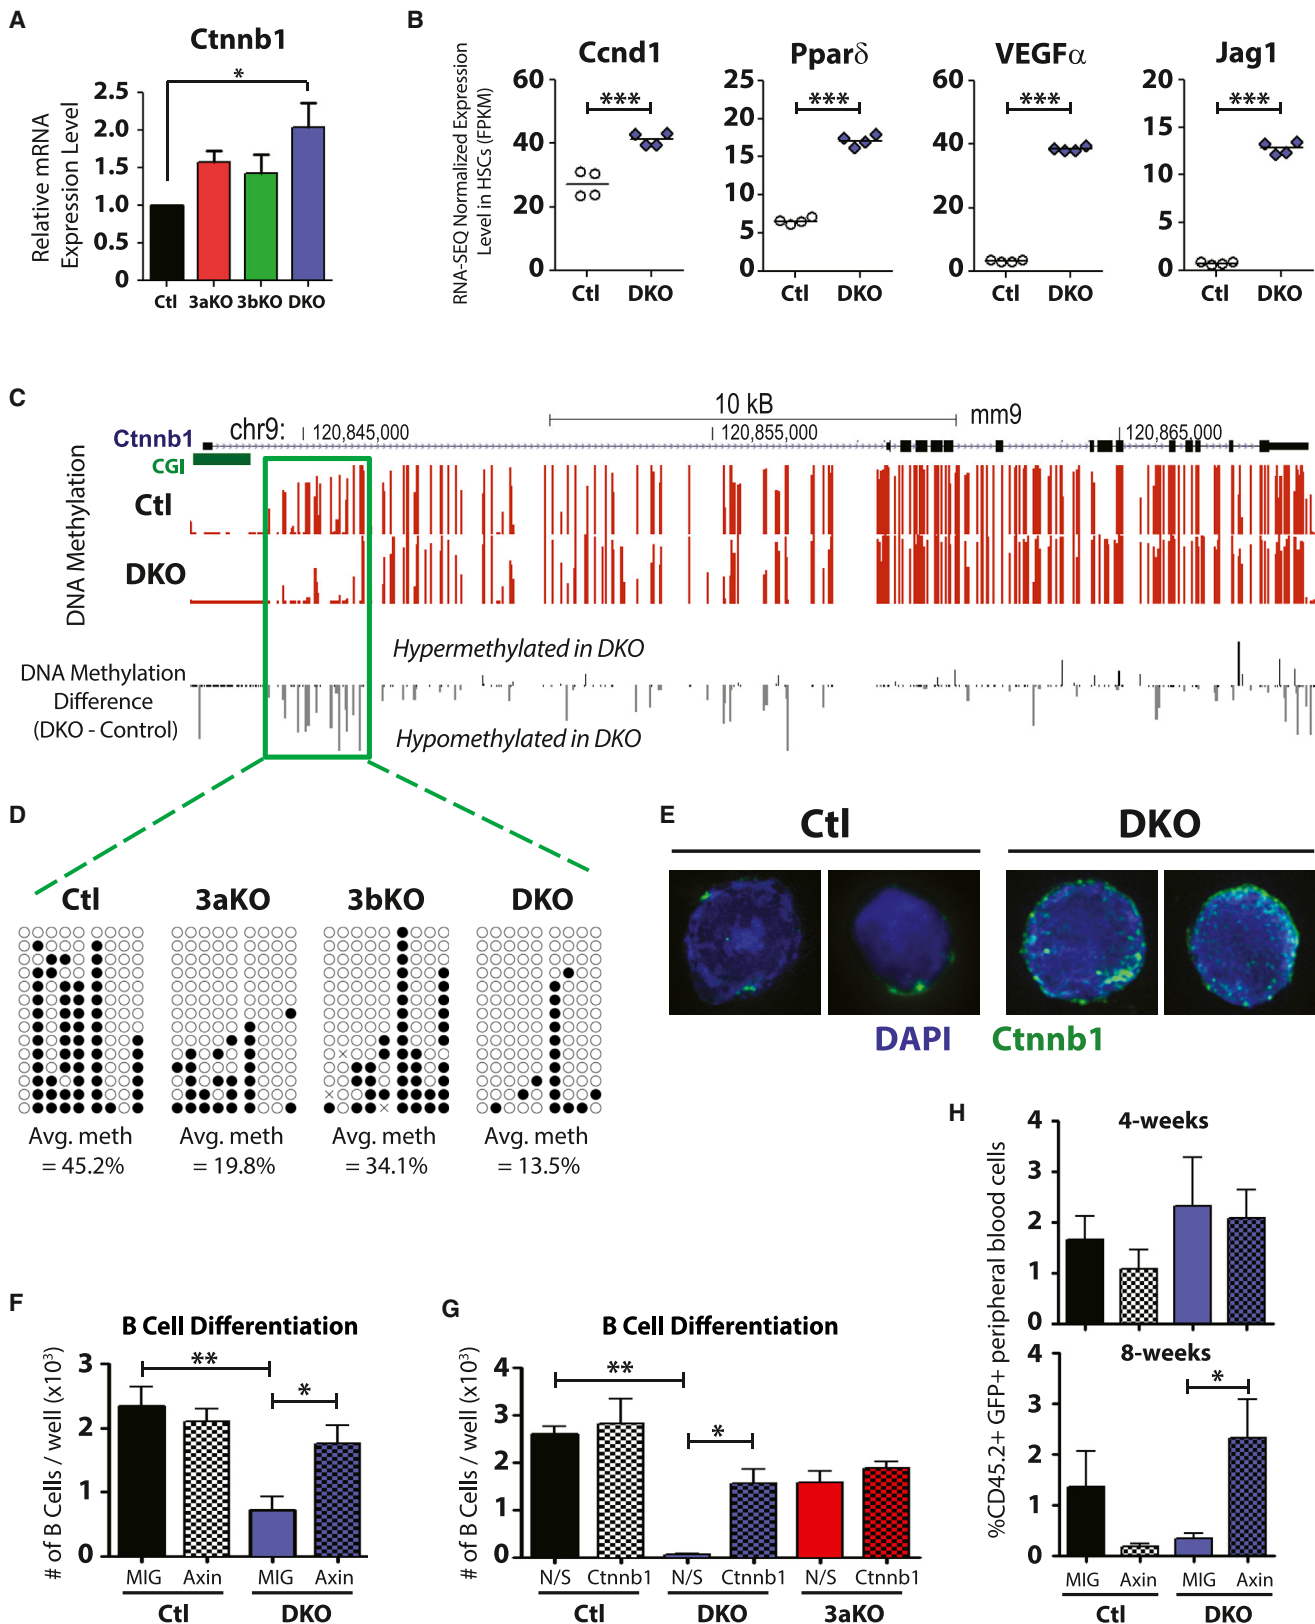 A
Ctnnb1
*
Relative mRNA
Expression Level
2.5
2.0
1.5
1.0
0.5
0
Ctl 3aKO 3bKO DKO
B
RNA-SEQ Normalized Expression
Level in HSCs (FPKM)
Ccnd1
***
60
40
20
0
Ctl DKO
Pparδ
***
25
20
15
10
5
0
Ctl DKO
VEGFα
***
60
40
20
0
Ctl DKO
Jag1
***
20
15
10
5
0
Ctl DKO
C
10 kB
mm9
chr9: 120,845,000 120,855,000 120,865,000
Ctnnb1
CGI
DNA Methylation
Ctl
DKO
Hypermethylated in DKO
DNA Methylation
Difference
(DKO - Control)
Hypomethylated in DKO
D
Ctl 3aKO 3bKO DKO
Avg. meth Avg. meth Avg. meth Avg. meth
= 45.2% = 19.8% = 34.1% = 13.5%
E
Ctl DKO
DAPI Ctnnb1
F
B Cell Differentiation
# of B Cells / well (x10³)
3
2
1
0
**
*
MIG Axin MIG Axin
Ctl DKO
G
B Cell Differentiation
# of B Cells / well (x10³)
4
3
2
1
0
**
*
N/S Ctnnb1 N/S Ctnnb1 N/S Ctnnb1
Ctl DKO 3aKO
H
%CD45.2+ GFP+ peripheral blood cells
4-weeks
4
3
2
1
0
8-weeks
4
3
2
1
0
*
MIG Axin MIG Axin
Ctl DKO